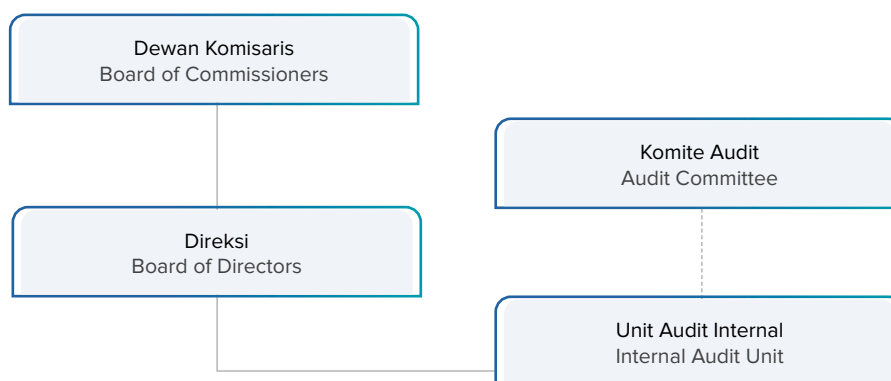 Dewan Komisaris
Board of Commissioners
Komite Audit
Audit Committee
Direksi
Board of Directors
Unit Audit Internal
Internal Audit Unit